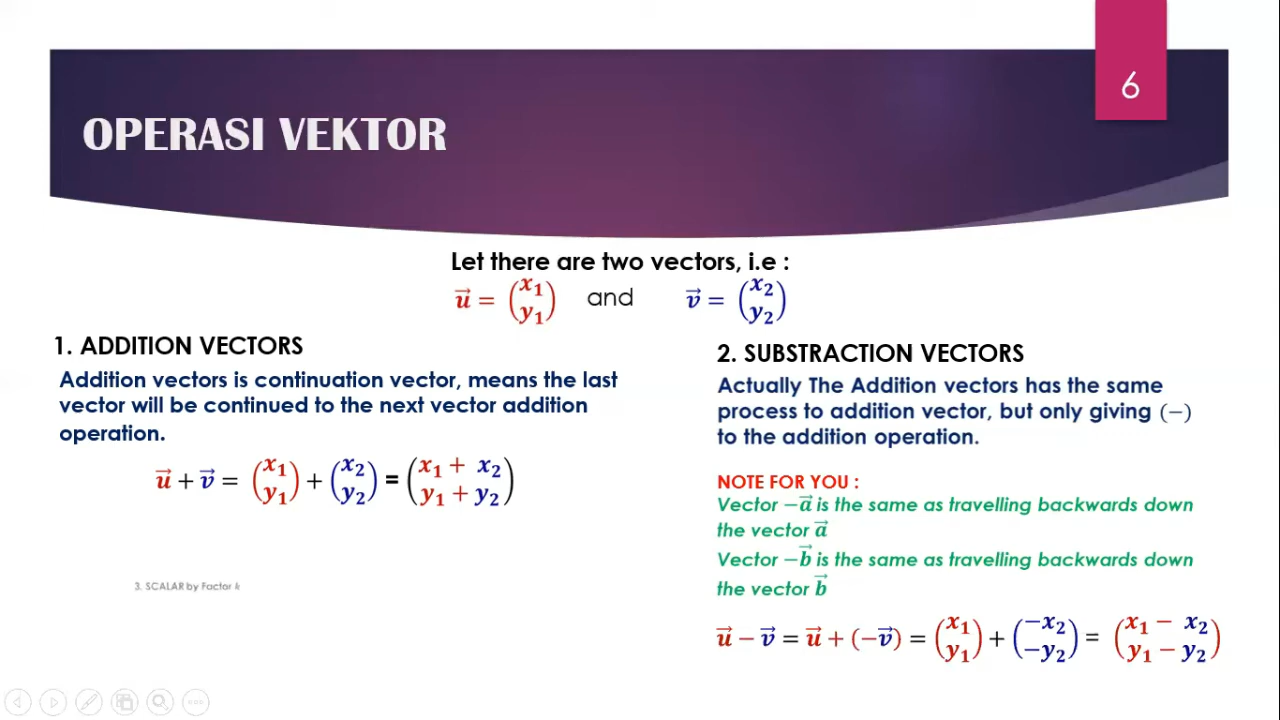 6
OPERASI VEKTOR
Let there are two vectors, i.e :
u⃗ = (x₁ y₁) and v⃗ = (x₂ y₂)
1. ADDITION VECTORS
Addition vectors is continuation vector, means the last
vector will be continued to the next vector addition
operation.
u⃗ + v⃗ = (x₁ y₁) + (x₂ y₂) = (x₁ + x₂ y₁ + y₂)
3. SCALAR by Factor k
2. SUBSTRACTION VECTORS
Actually The Addition vectors has the same
process to addition vector, but only giving (−)
to the addition operation.
NOTE FOR YOU :
Vector −a⃗ is the same as travelling backwards down
the vector a⃗
Vector −b⃗ is the same as travelling backwards down
the vector b⃗
u⃗ − v⃗ = u⃗ + (−v⃗) = (x₁ y₁) + (−x₂ −y₂) = (x₁ − x₂ y₁ − y₂)